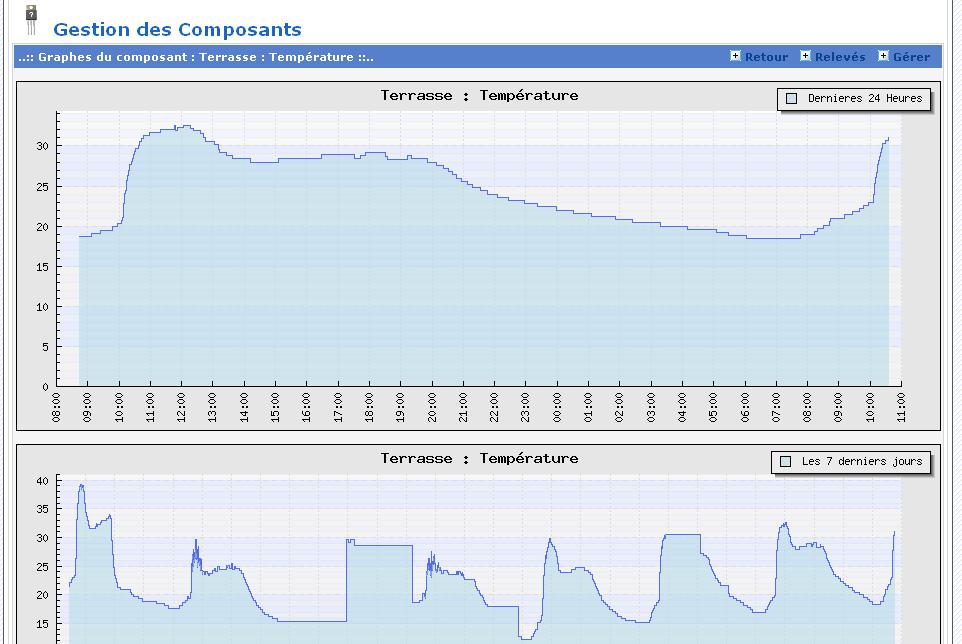 Gestion des Composants
..:: Graphes du composant : Terrasse : Température ::..
Retour Relevés Gérer
Terrasse : Température
Dernieres 24 Heures
30
25
20
15
10
5
0
08:00 09:00 10:00 11:00 12:00 13:00 14:00 15:00 16:00 17:00 18:00 19:00 20:00 21:00 22:00 23:00 00:00 01:00 02:00 03:00 04:00 05:00 06:00 07:00 08:00 09:00 10:00 11:00
Terrasse : Température
Les 7 derniers jours
40
35
30
25
20
15